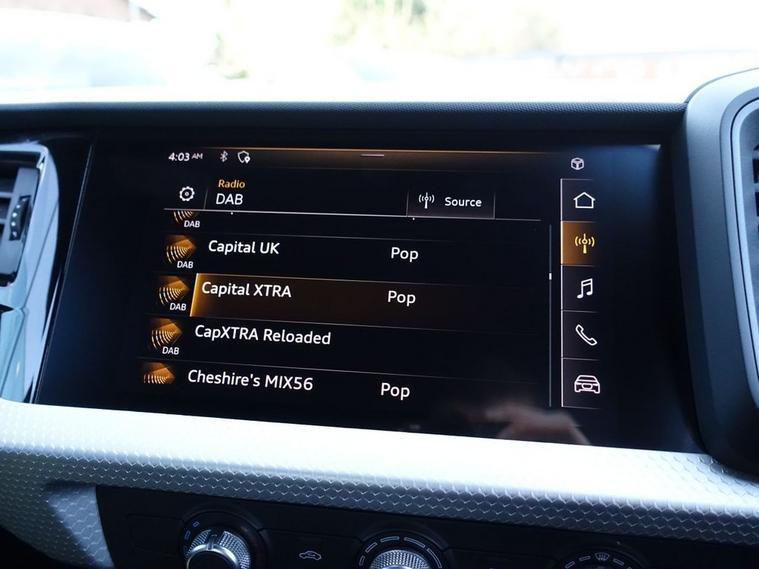 4:03 AM
Radio
DAB
Source
DAB
Capital UK Pop
DAB
Capital XTRA Pop
DAB
CapXTRA Reloaded
DAB
Cheshire's MIX56 Pop